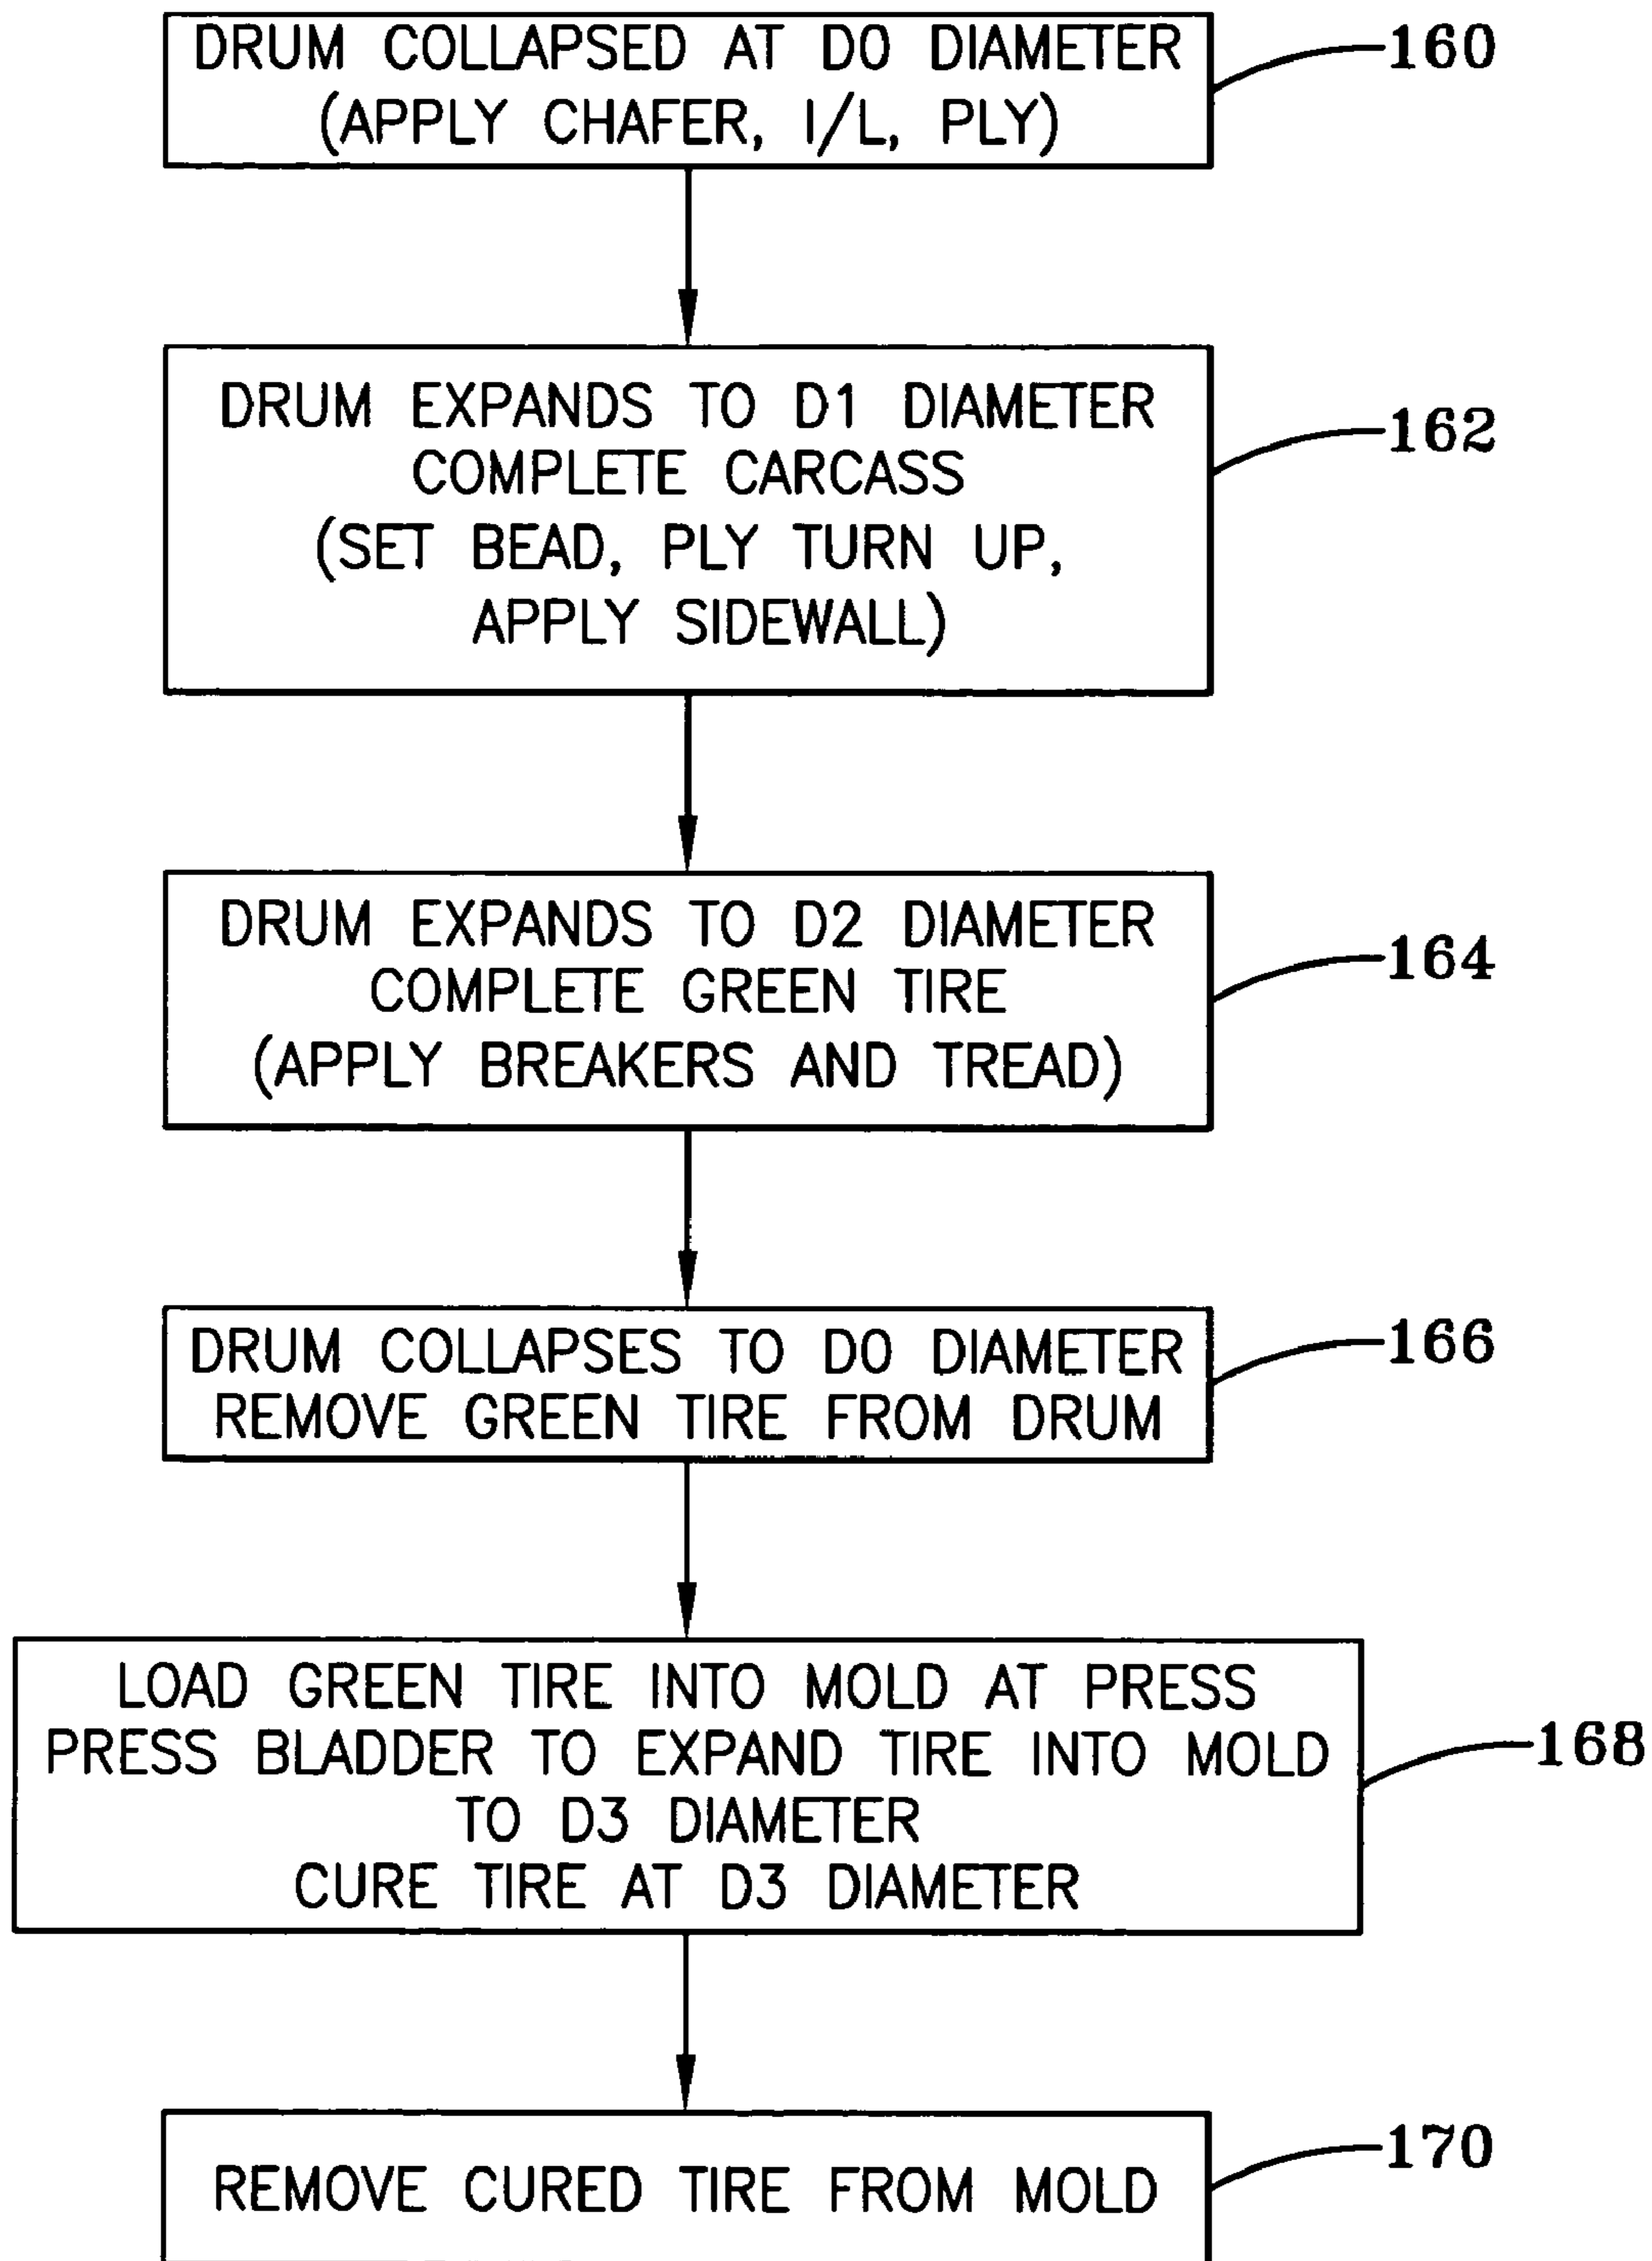 DRUM COLLAPSED AT D0 DIAMETER
(APPLY CHAFER, I/L, PLY)
160
DRUM EXPANDS TO D1 DIAMETER
COMPLETE CARCASS
(SET BEAD, PLY TURN UP,
APPLY SIDEWALL)
162
DRUM EXPANDS TO D2 DIAMETER
COMPLETE GREEN TIRE
(APPLY BREAKERS AND TREAD)
164
DRUM COLLAPSES TO D0 DIAMETER
REMOVE GREEN TIRE FROM DRUM
166
LOAD GREEN TIRE INTO MOLD AT PRESS
PRESS BLADDER TO EXPAND TIRE INTO MOLD
TO D3 DIAMETER
CURE TIRE AT D3 DIAMETER
168
REMOVE CURED TIRE FROM MOLD
170